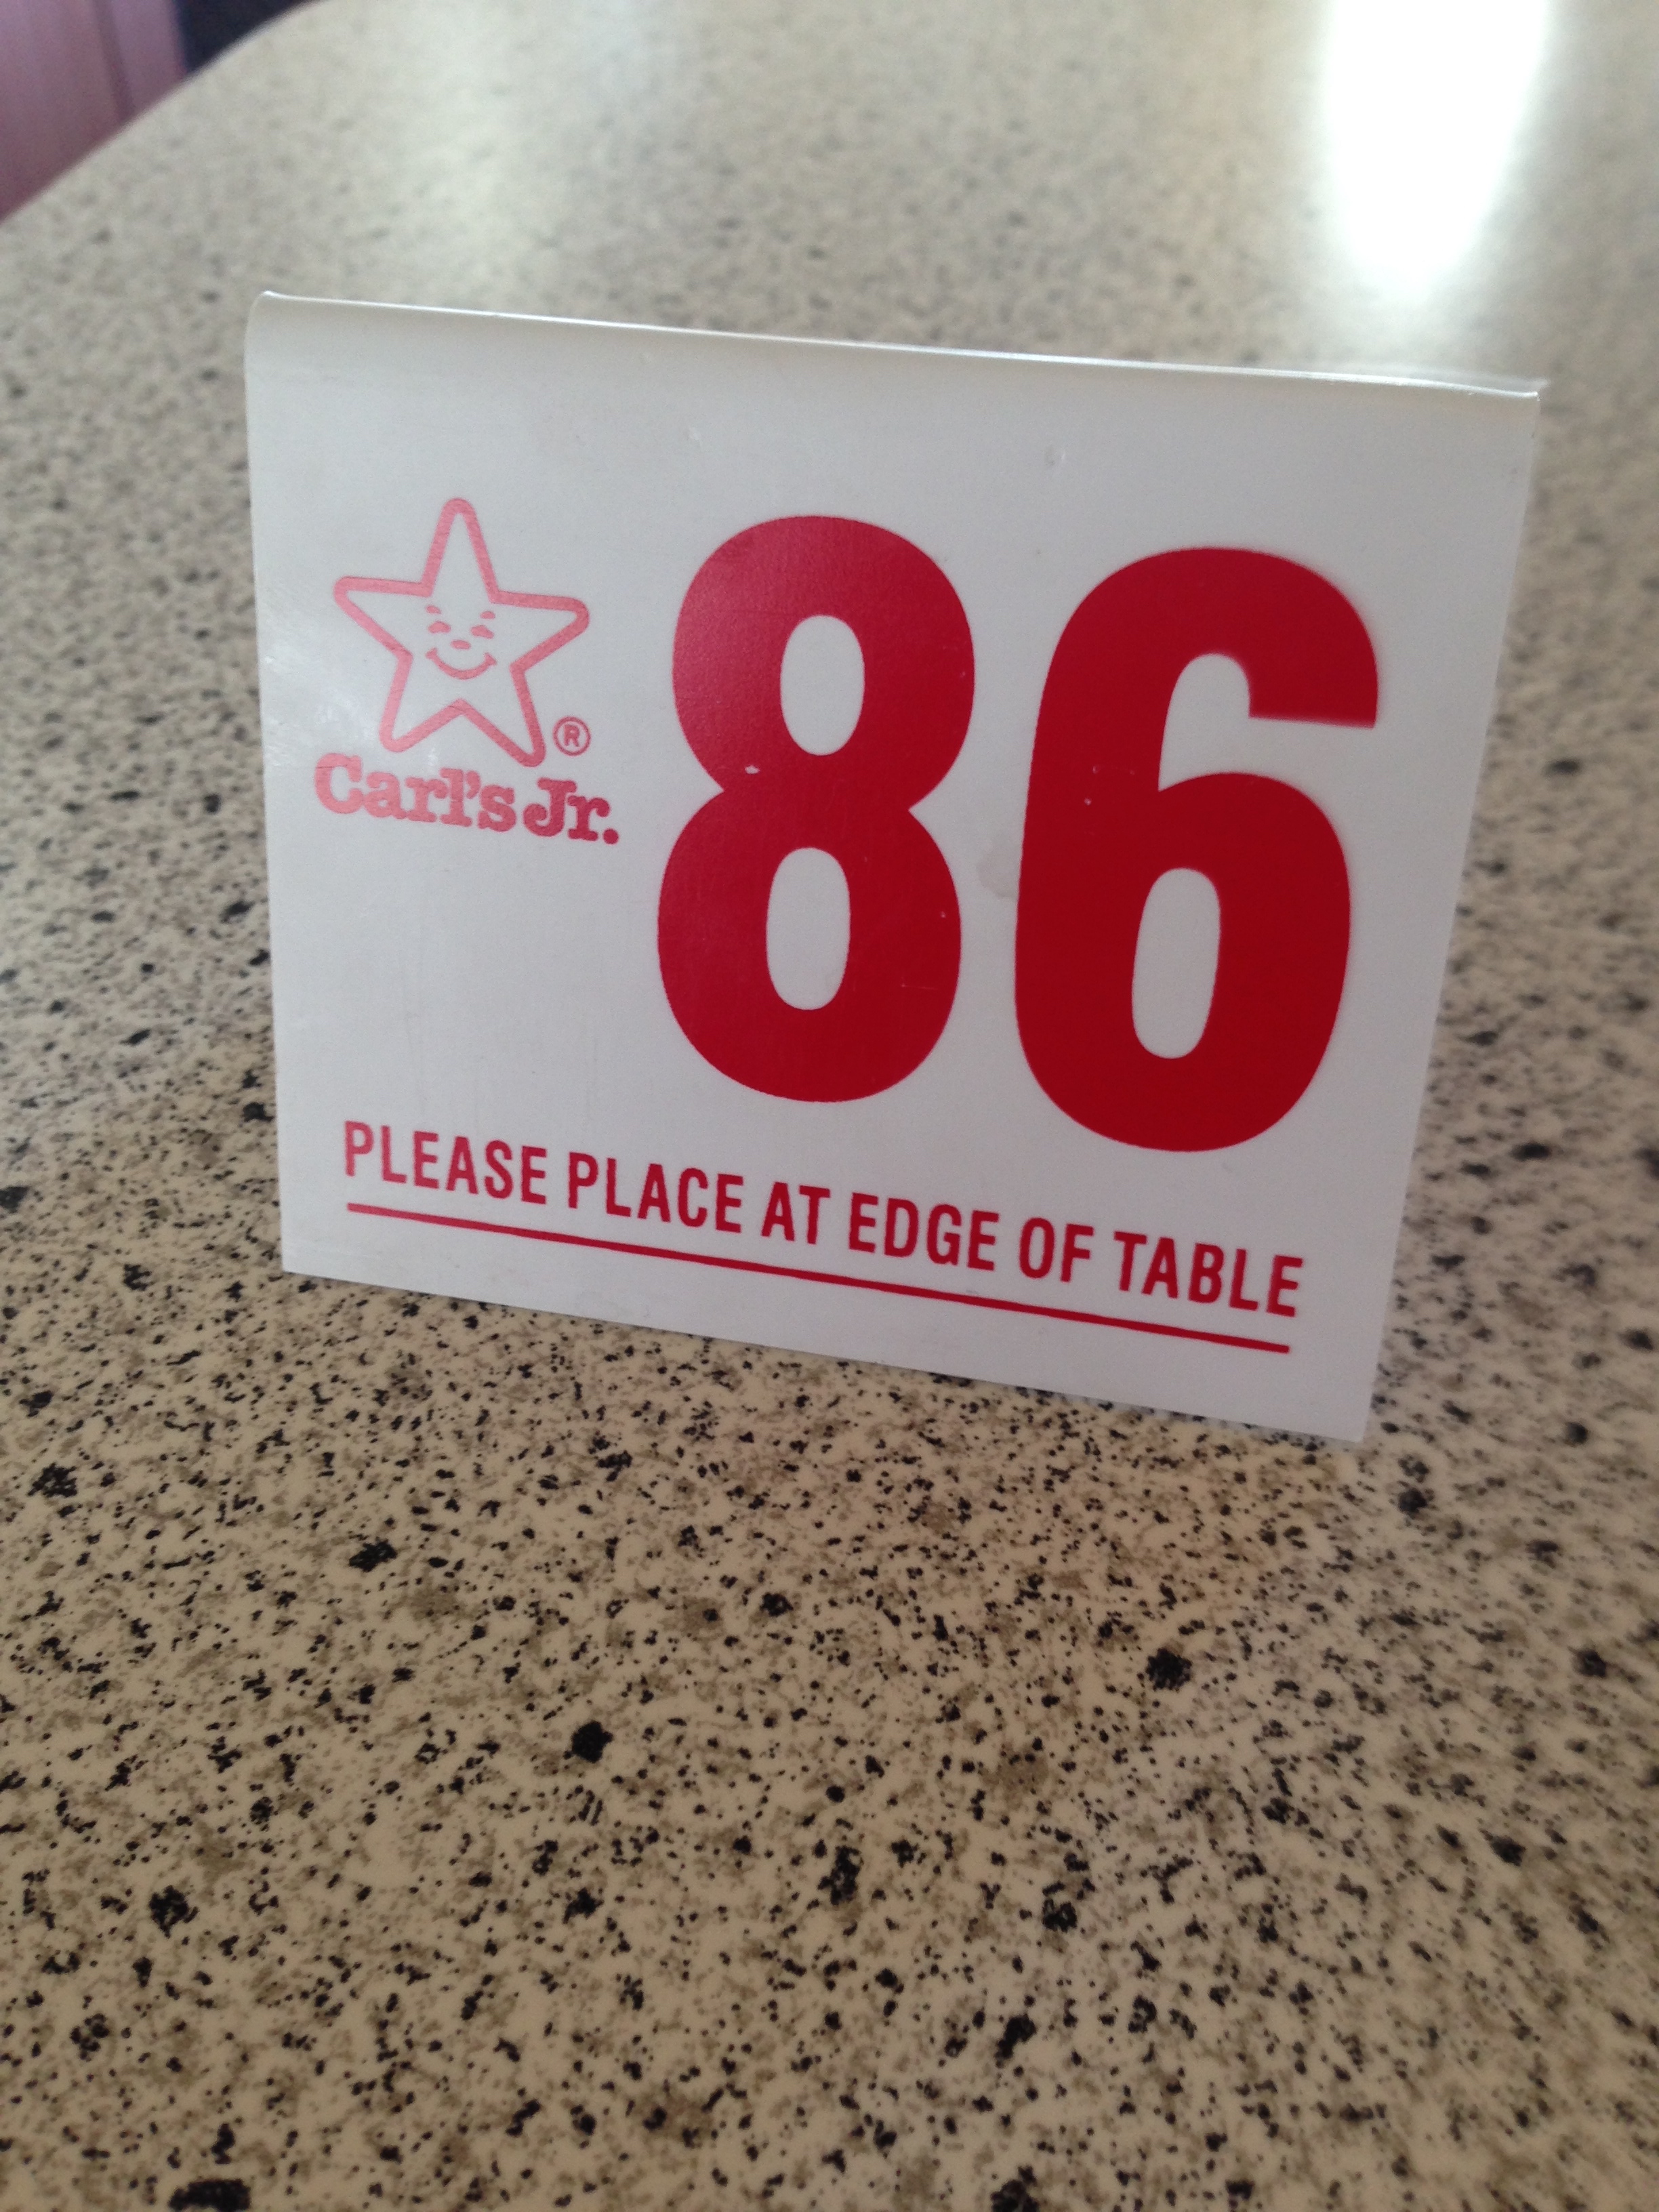 86
®
Carl's Jr.
PLEASE PLACE AT EDGE OF TABLE